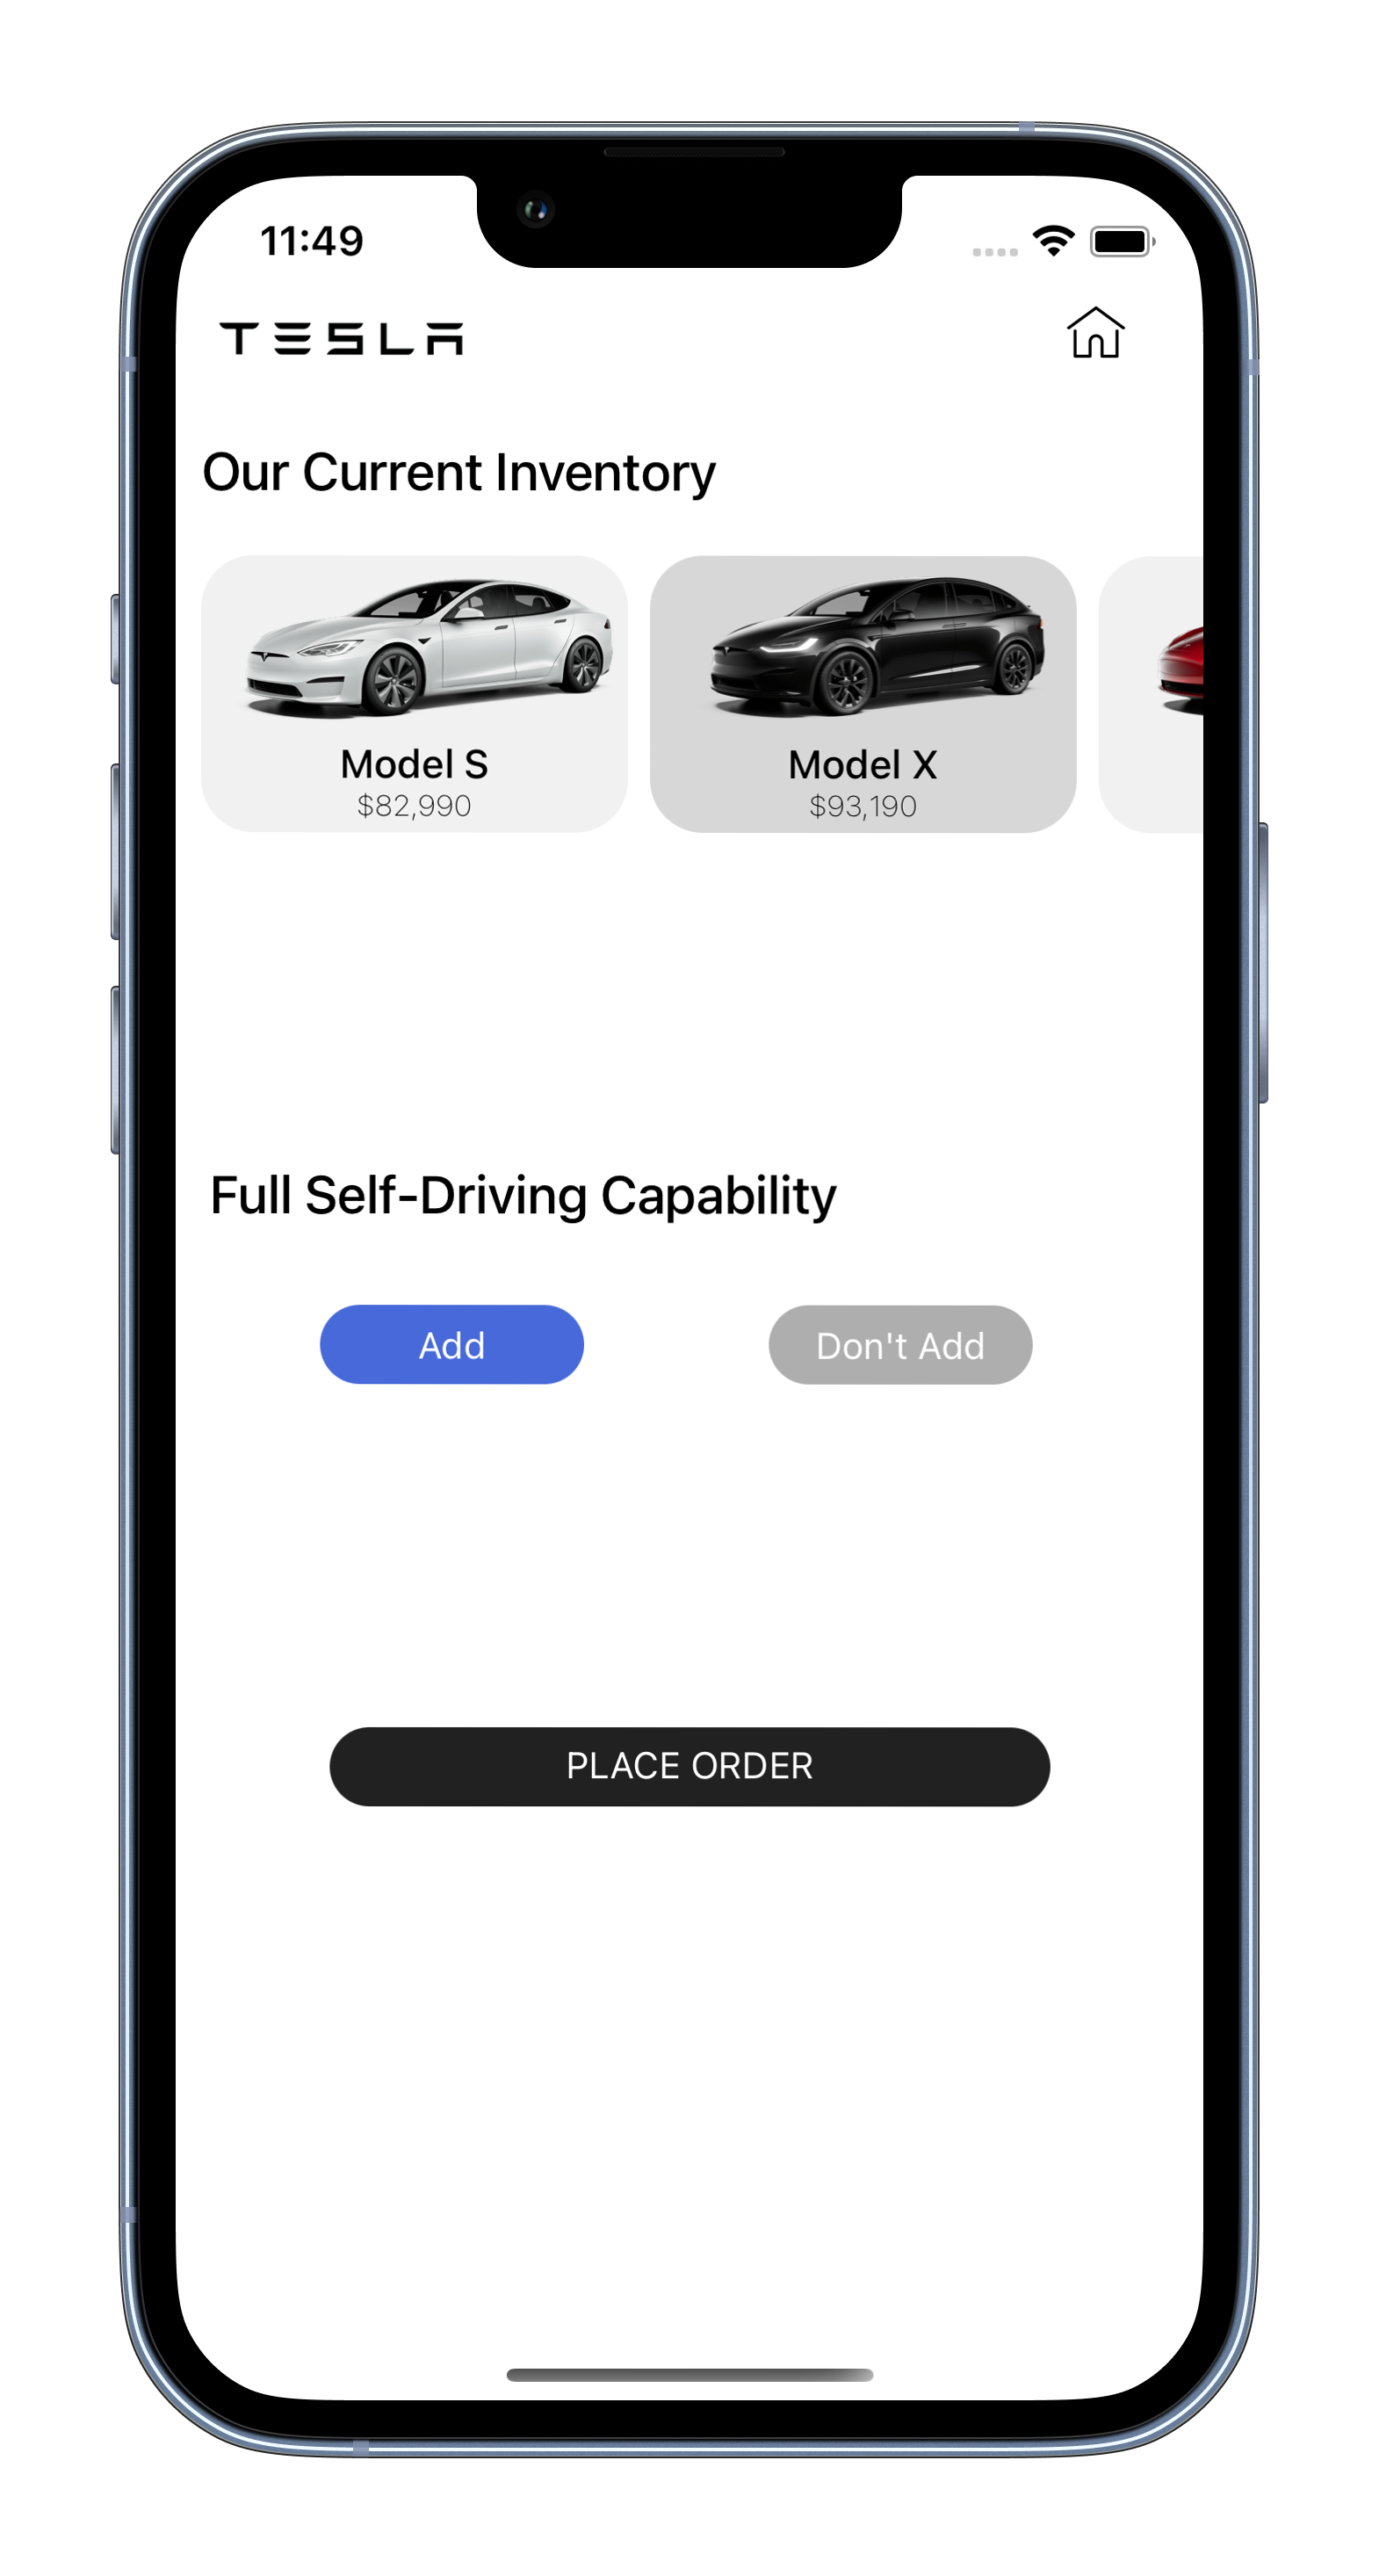 11:49
TESLA
Our Current Inventory
Model S
$82,990
Model X
$93,190
Full Self-Driving Capability
Add
Don't Add
PLACE ORDER